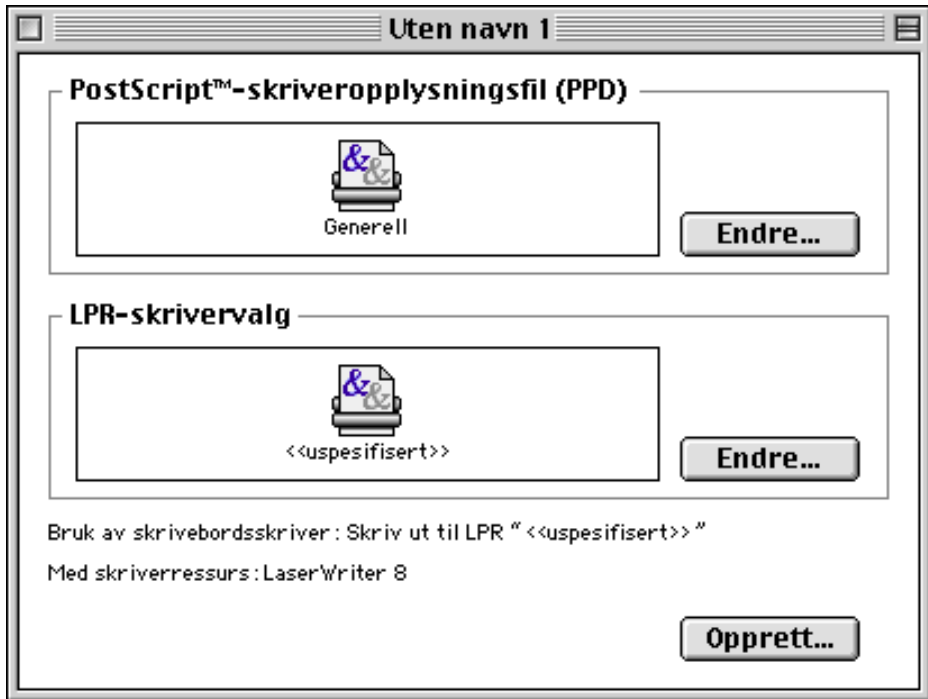 Uten navn 1
PostScript™-skriveropplysningsfil (PPD)
Generell
Endre...
LPR-skrivervalg
<<uspesifisert>>
Endre...
Bruk av skrivebordsskriver: Skriv ut til LPR “ <<uspesifisert>> ”
Med skriverressurs: LaserWriter 8
Opprett...